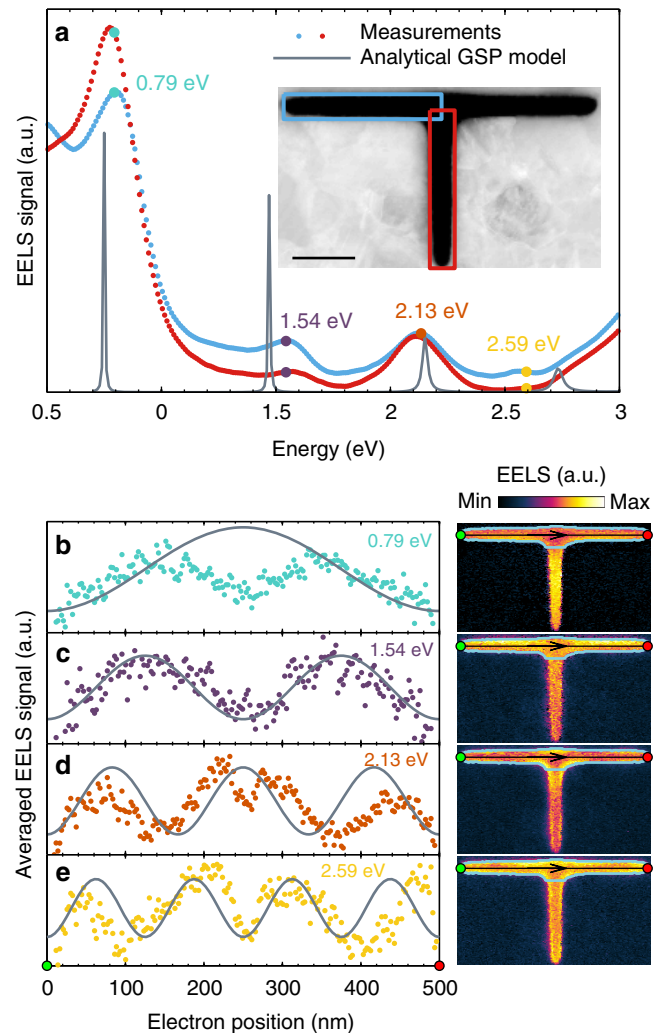 a
Measurements
Analytical GSP model
0.79 eV
1.54 eV
2.13 eV
2.59 eV
EELS signal (a.u.)
0.5 0 1.5 2 2.5 3
Energy (eV)
EELS (a.u.)
Min Max
b 0.79 eV
c 1.54 eV
d 2.13 eV
e 2.59 eV
Averaged EELS signal (a.u.)
0 100 200 300 400 500
Electron position (nm)